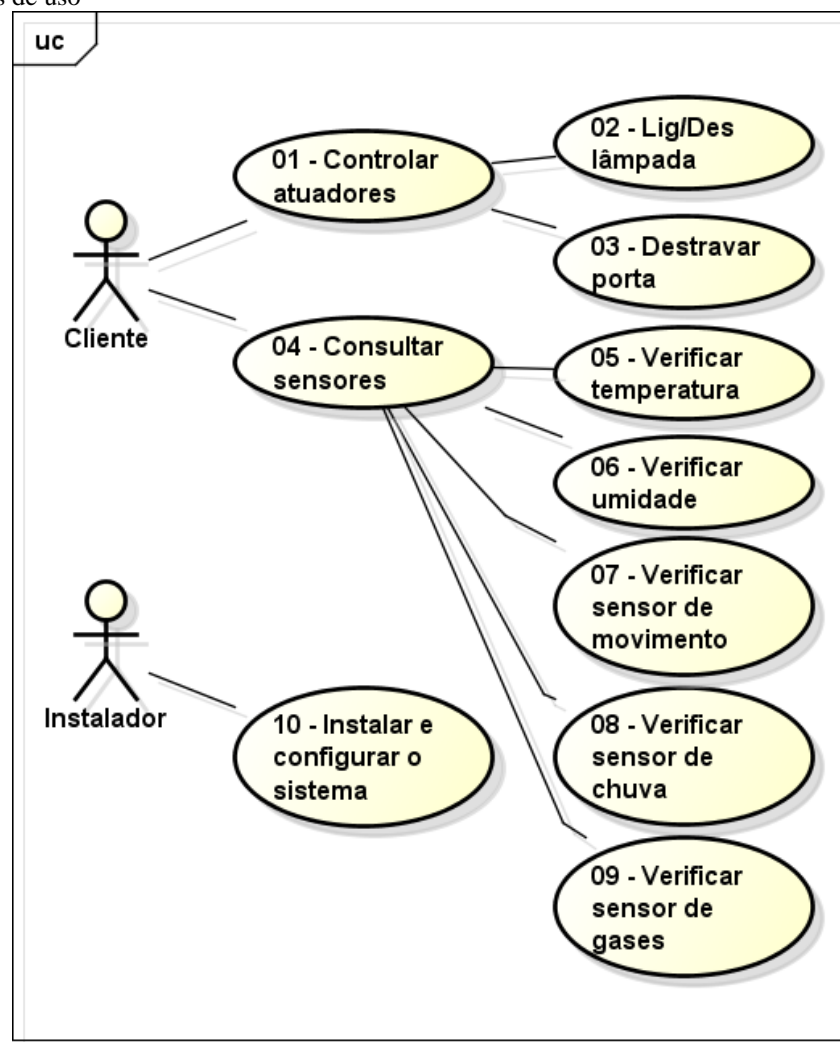 s de uso
uc
01 - Controlar
atuadores
02 - Lig/Des
lâmpada
03 - Destravar
porta
Cliente
04 - Consultar
sensores
05 - Verificar
temperatura
06 - Verificar
umidade
07 - Verificar
sensor de
movimento
Instalador
10 - Instalar e
configurar o
sistema
08 - Verificar
sensor de
chuva
09 - Verificar
sensor de
gases